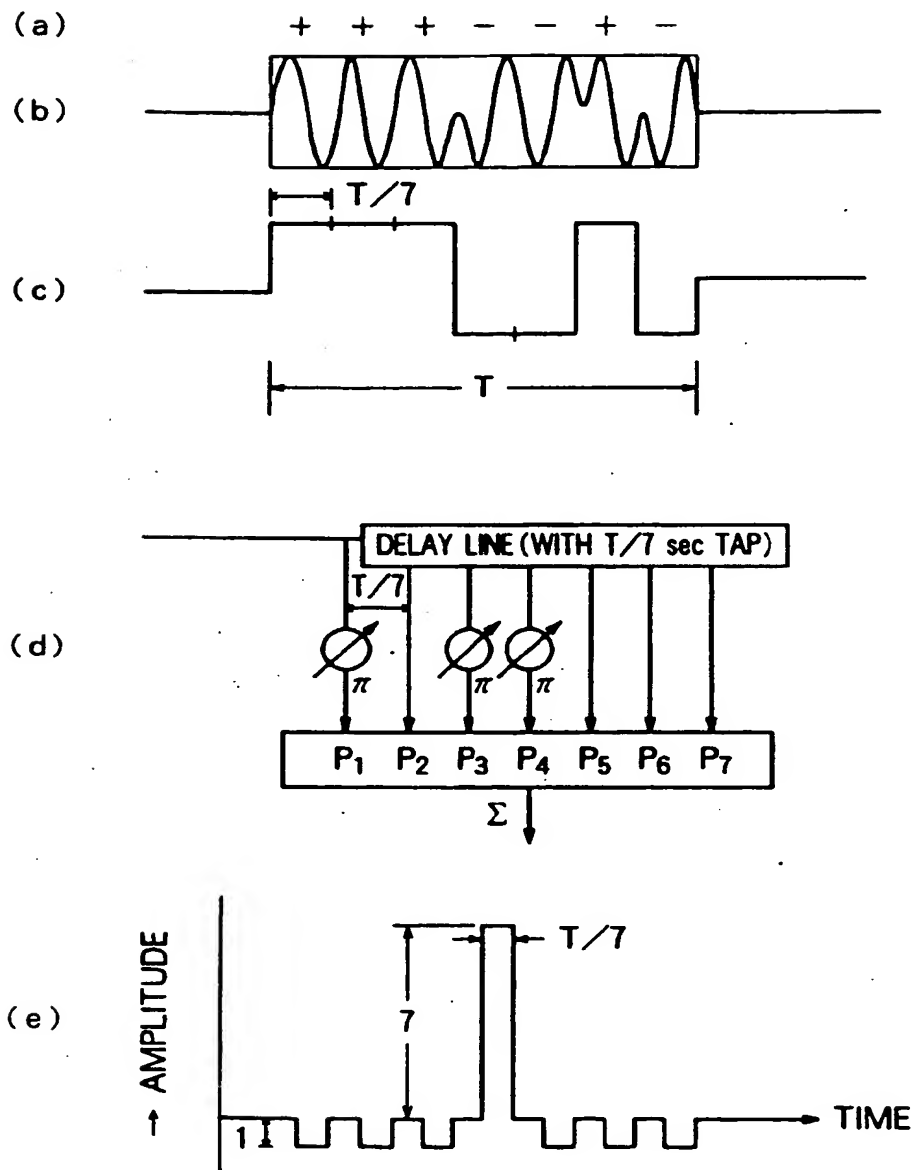 (a) + + + − − + −
(b)
T/7
(c)
T
DELAY LINE (WITH T/7 sec TAP)
T/7
(d)
π π π
P1 P2 P3 P4 P5 P6 P7
Σ
→ AMPLITUDE
T/7
7
(e)
1
TIME